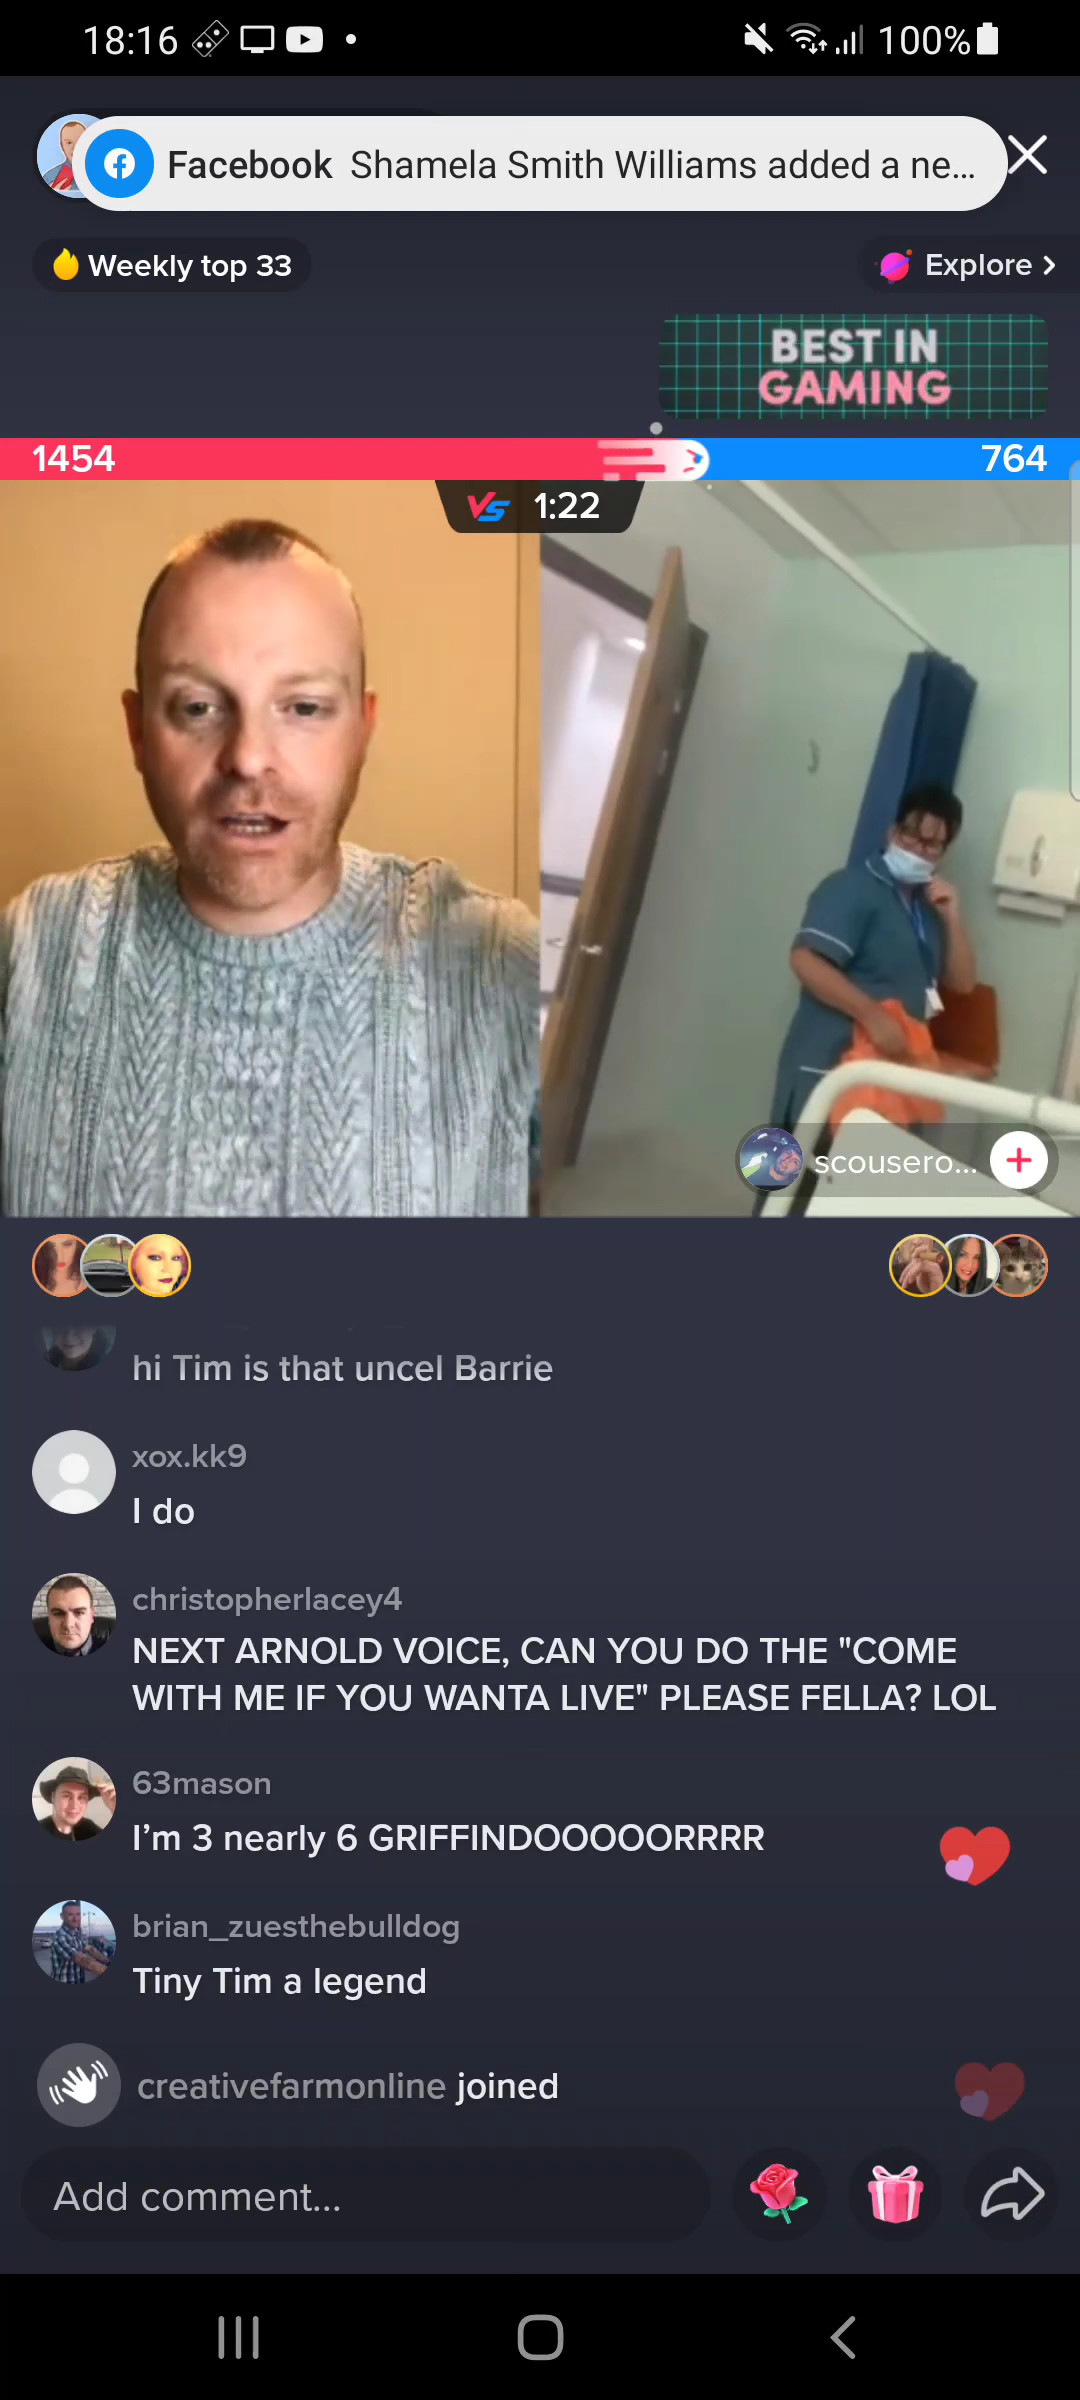 18:16
100%
Facebook Shamela Smith Williams added a ne...
Weekly top 33
Explore
BEST IN
GAMING
1454
764
VS 1:22
scousero...
hi Tim is that uncel Barrie
xox.kk9
I do
christopherlacey4
NEXT ARNOLD VOICE, CAN YOU DO THE "COME
WITH ME IF YOU WANTA LIVE" PLEASE FELLA? LOL
63mason
I'm 3 nearly 6 GRIFFINDOOOOORRRR
brian_zuesthebulldog
Tiny Tim a legend
creativefarmonline joined
Add comment...